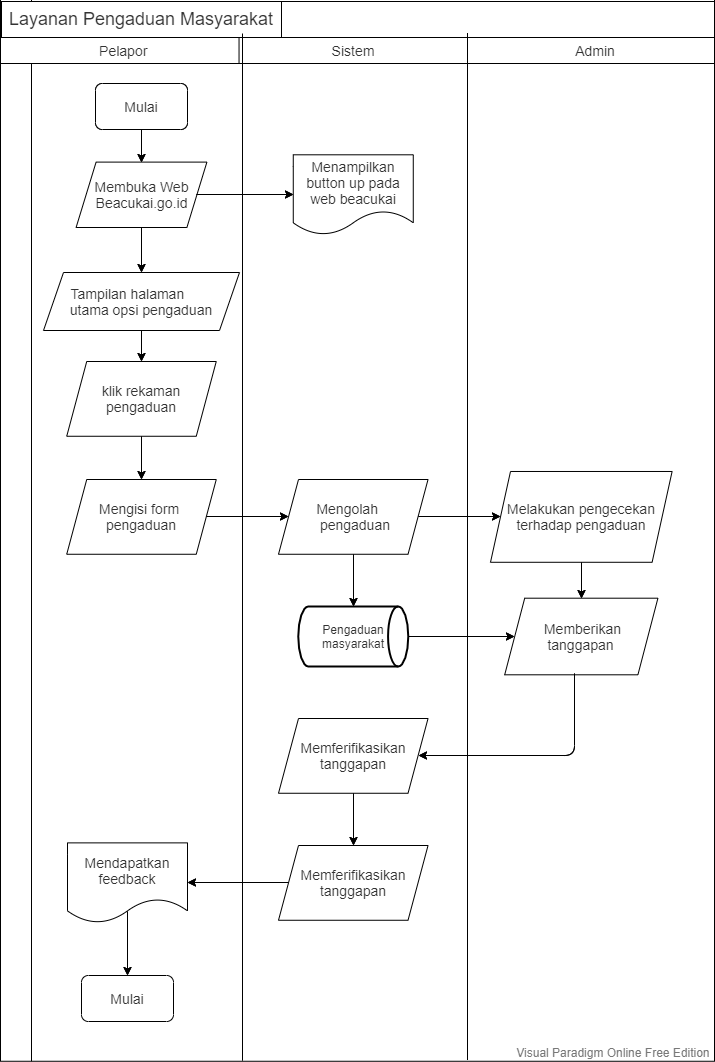 Layanan Pengaduan Masyarakat
Pelapor
Sistem
Admin
Mulai
Membuka Web
Beacukai.go.id
Menampilkan
button up pada
web beacukai
Tampilan halaman
utama opsi pengaduan
klik rekaman
pengaduan
Mengisi form
pengaduan
Mengolah
pengaduan
Melakukan pengecekan
terhadap pengaduan
Pengaduan
masyarakat
Memberikan
tanggapan
Memferifikasikan
tanggapan
Memferifikasikan
tanggapan
Mendapatkan
feedback
Mulai
Visual Paradigm Online Free Edition